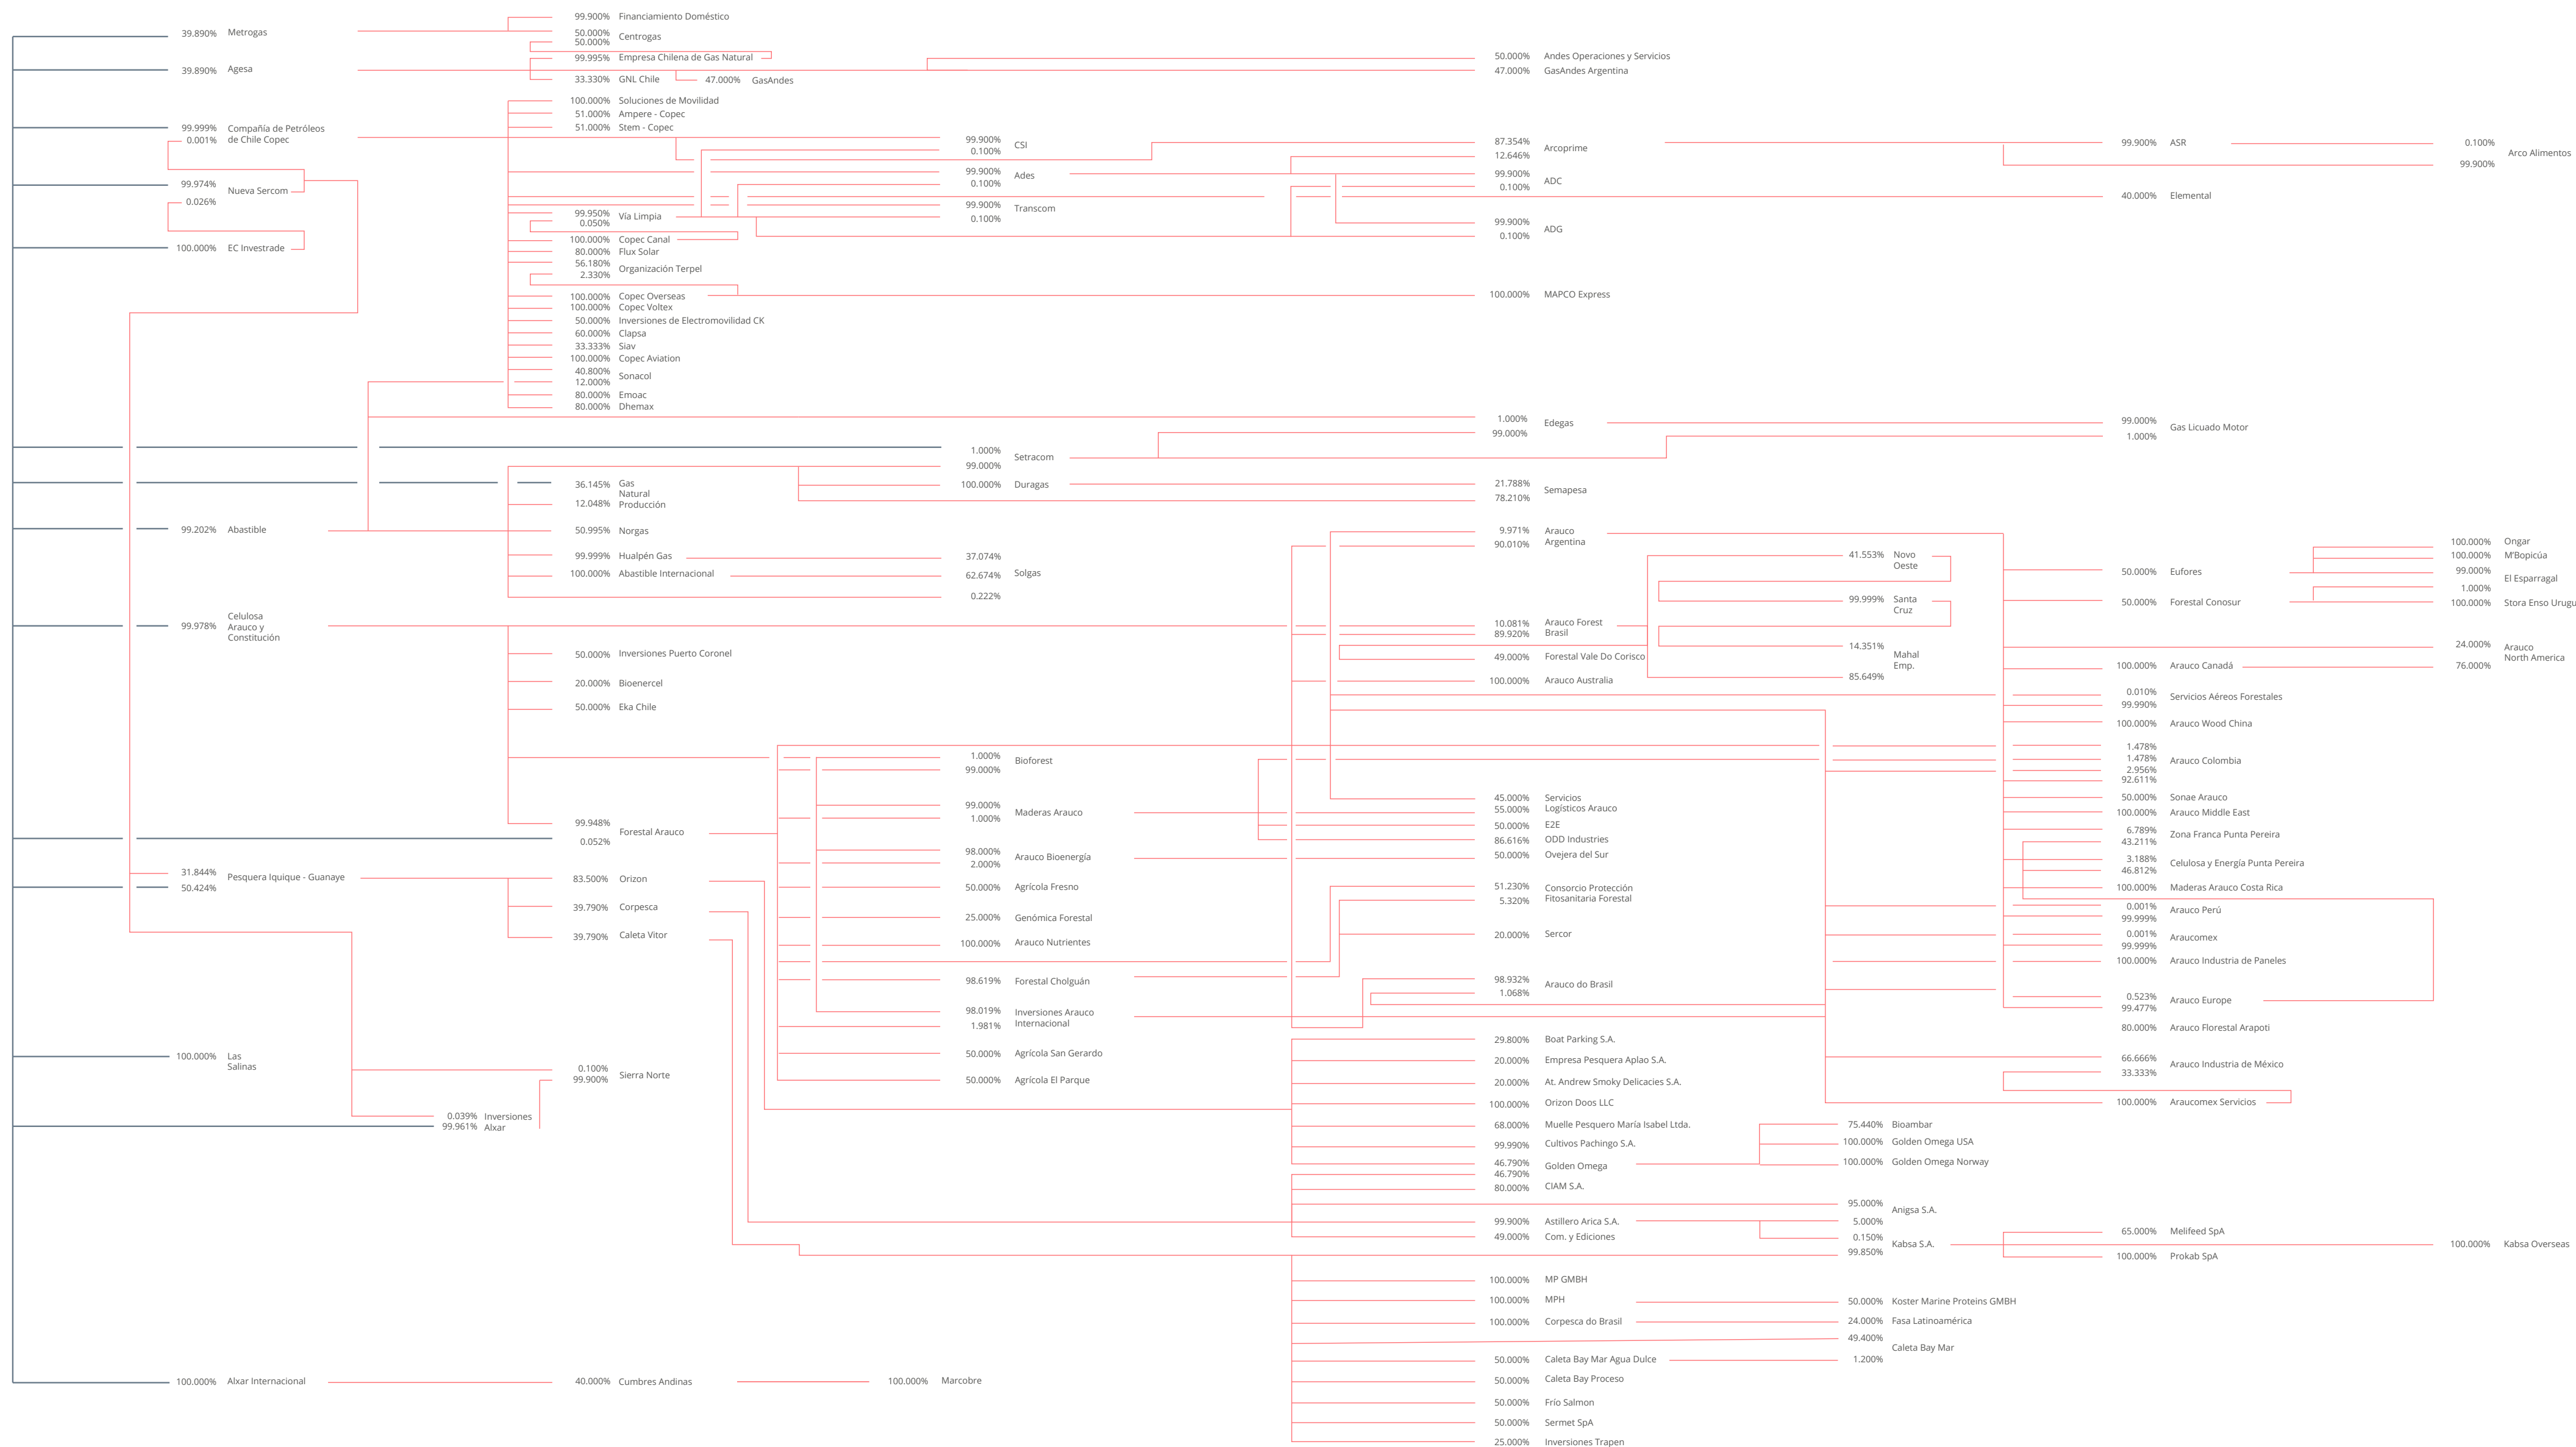 39.890% Metrogas
39.890% Agesa
99.999% Compañía de Petróleos
0.001% de Chile Copec
99.974%
Nueva Sercom
0.026%
100.000% EC Investrade
99.202% Abastible
99.978%
Celulosa
Arauco y
Constitución
31.844%
50.424%
Pesquera Iquique - Guanaye
100.000% Las
Salinas
0.039% Inversiones
99.961% Alxar
100.000% Alxar Internacional
99.900% Financiamiento Doméstico
50.000%
50.000%
Centrogas
99.995% Empresa Chilena de Gas Natural
33.330% GNL Chile
47.000% GasAndes
100.000% Soluciones de Movilidad
51.000% Ampere - Copec
51.000% Stem - Copec
99.950%
0.050%
Vía Limpia
100.000% Copec Canal
80.000% Flux Solar
56.180%
2.330%
Organización Terpel
100.000% Copec Overseas
100.000% Copec Voltex
50.000% Inversiones de Electromovilidad CK
60.000% Clapsa
33.333% Siav
100.000% Copec Aviation
40.800%
12.000%
Sonacol
80.000% Emoac
80.000% Dhemax
36.145% Gas
Natural
12.048% Producción
50.995% Norgas
99.999% Hualpén Gas
100.000% Abastible Internacional
50.000% Inversiones Puerto Coronel
20.000% Bioenercel
50.000% Eka Chile
99.948%
0.052%
Forestal Arauco
83.500% Orizon
39.790% Corpesca
39.790% Caleta Vitor
0.100%
99.900%
Sierra Norte
40.000% Cumbres Andinas
100.000% Marcobre
99.900%
0.100%
CSI
99.900%
0.100%
Ades
99.900%
0.100%
Transcom
1.000%
99.000%
Setracom
100.000% Duragas
37.074%
62.674%
0.222%
Solgas
1.000%
99.000%
Bioforest
99.000%
1.000%
Maderas Arauco
98.000%
2.000%
Arauco Bioenergía
50.000% Agrícola Fresno
25.000% Genómica Forestal
100.000% Arauco Nutrientes
98.619% Forestal Cholguán
98.019% Inversiones Arauco
1.981% Internacional
50.000% Agrícola San Gerardo
50.000% Agrícola El Parque
50.000% Andes Operaciones y Servicios
47.000% GasAndes Argentina
87.354%
12.646%
Arcoprime
99.900%
0.100%
ADC
99.900%
0.100%
ADG
100.000% MAPCO Express
1.000%
99.000%
Edegas
21.788%
78.210%
Semapesa
9.971% Arauco
90.010% Argentina
10.081% Arauco Forest
89.920% Brasil
49.000% Forestal Vale Do Corisco
100.000% Arauco Australia
45.000% Servicios
55.000% Logísticos Arauco
50.000% E2E
86.616% ODD Industries
50.000% Ovejera del Sur
51.230% Consorcio Protección
5.320% Fitosanitaria Forestal
20.000% Sercor
98.932%
1.068%
Arauco do Brasil
29.800% Boat Parking S.A.
20.000% Empresa Pesquera Aplao S.A.
20.000% At. Andrew Smoky Delicacies S.A.
100.000% Orizon Doos LLC
68.000% Muelle Pesquero María Isabel Ltda.
99.990% Cultivos Pachingo S.A.
46.790%
46.790%
Golden Omega
80.000% CIAM S.A.
99.900% Astillero Arica S.A.
49.000% Com. y Ediciones
100.000% MP GMBH
100.000% MPH
100.000% Corpesca do Brasil
50.000% Caleta Bay Mar Agua Dulce
50.000% Caleta Bay Proceso
50.000% Frío Salmon
50.000% Sermet SpA
25.000% Inversiones Trapen
41.553% Novo
Oeste
99.999% Santa
Cruz
14.351%
85.649%
Mahal
Emp.
75.440% Bioambar
100.000% Golden Omega USA
100.000% Golden Omega Norway
95.000%
5.000%
Anigsa S.A.
0.150%
99.850%
Kabsa S.A.
50.000% Koster Marine Proteins GMBH
24.000% Fasa Latinoamérica
49.400%
1.200%
Caleta Bay Mar
99.900% ASR
40.000% Elemental
99.000%
1.000%
Gas Licuado Motor
50.000% Eufores
50.000% Forestal Conosur
100.000% Arauco Canadá
0.010%
99.990%
Servicios Aéreos Forestales
100.000% Arauco Wood China
1.478%
1.478%
2.956%
92.611%
Arauco Colombia
50.000% Sonae Arauco
100.000% Arauco Middle East
6.789%
43.211%
Zona Franca Punta Pereira
3.188%
46.812%
Celulosa y Energía Punta Pereira
100.000% Maderas Arauco Costa Rica
0.001%
99.999%
Arauco Perú
0.001%
99.999%
Araucomex
100.000% Arauco Industria de Paneles
0.523%
99.477%
Arauco Europe
80.000% Arauco Florestal Arapoti
66.666%
33.333%
Arauco Industria de México
100.000% Araucomex Servicios
65.000% Melifeed SpA
100.000% Prokab SpA
0.100%
99.900%
Arco Alimentos
100.000% Ongar
100.000% M'Bopicúa
99.000%
1.000%
El Esparragal
100.000% Stora Enso Urugu
24.000% Arauco
76.000% North America
100.000% Kabsa Overseas